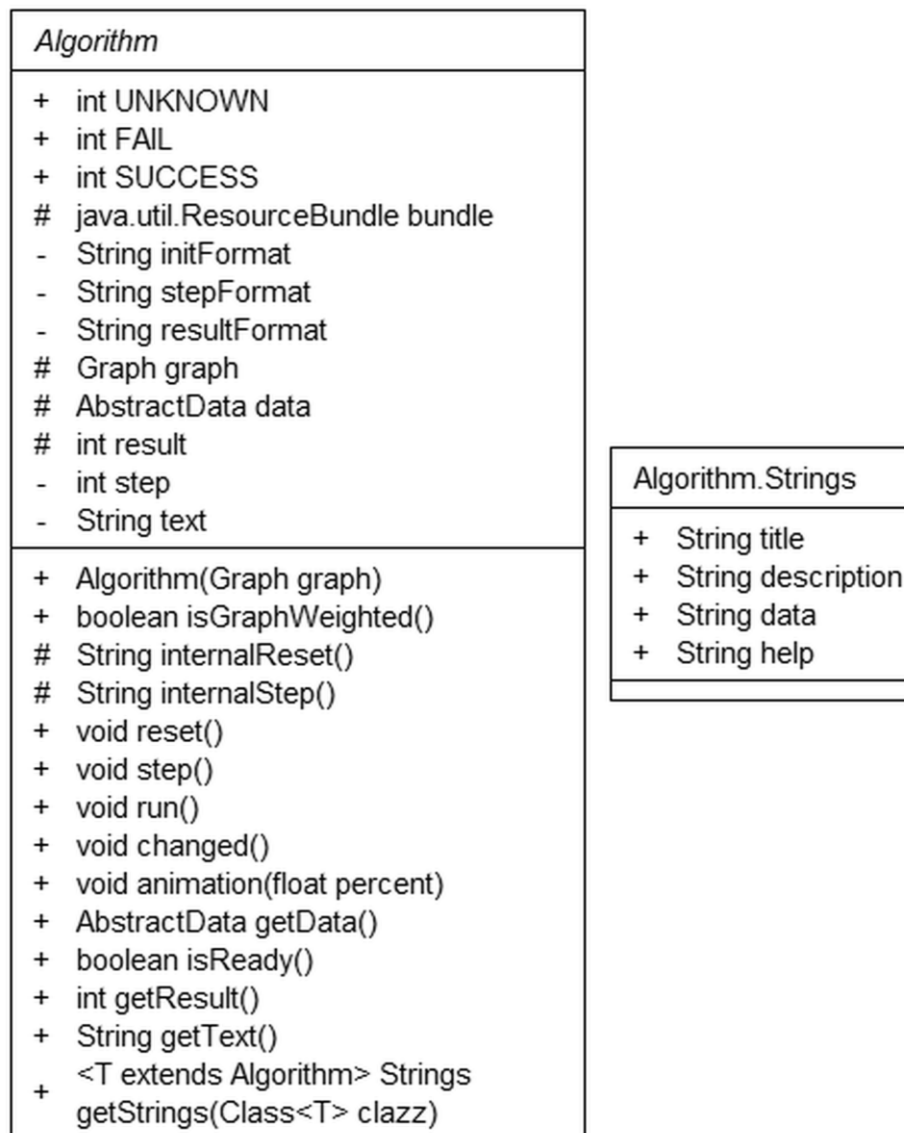 Algorithm
+ int UNKNOWN
+ int FAIL
+ int SUCCESS
# java.util.ResourceBundle bundle
- String initFormat
- String stepFormat
- String resultFormat
# Graph graph
# AbstractData data
# int result
- int step
- String text
+ Algorithm(Graph graph)
+ boolean isGraphWeighted()
# String internalReset()
# String internalStep()
+ void reset()
+ void step()
+ void run()
+ void changed()
+ void animation(float percent)
+ AbstractData getData()
+ boolean isReady()
+ int getResult()
+ String getText()
+ <T extends Algorithm> Strings
getStrings(Class<T> clazz)
Algorithm.Strings
+ String title
+ String description
+ String data
+ String help